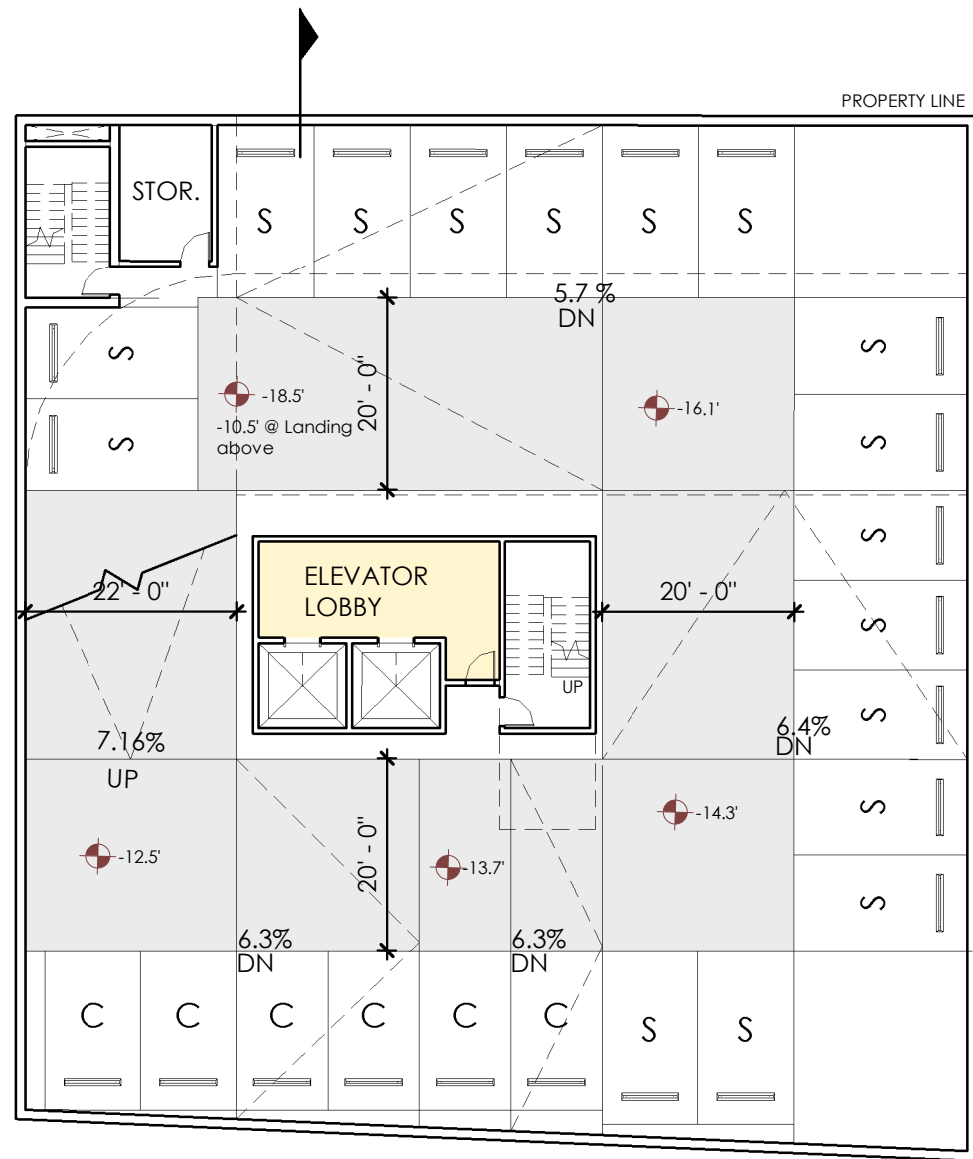 PROPERTY LINE
STOR.
S
S
S
S
S
S
5.7 %
DN
S
S
20' - 0"
S
S
-18.5'
-10.5' @ Landing
above
-16.1'
ELEVATOR
LOBBY
22' - 0"
20' - 0"
S
S
S
UP
7.16%
UP
6.4%
DN
S
S
20' - 0"
-12.5'
-13.7'
-14.3'
6.3%
DN
6.3%
DN
C
C
C
C
C
C
S
S